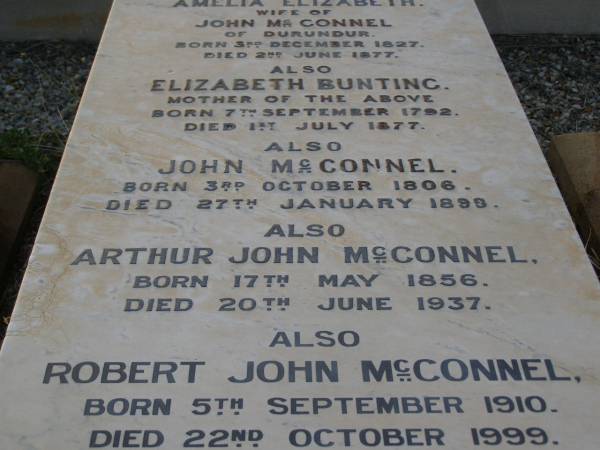 AMELIA ELIZABETH.
WIFE OF
JOHN McCONNEL
OF DURUNDUR.
BORN 3RD DECEMBER 1827.
DIED 2ND JUNE 1877.
ALSO
ELIZABETH BUNTING.
MOTHER OF THE ABOVE
BORN 7TH SEPTEMBER 1792.
DIED 1ST JULY 1877.
ALSO
JOHN McCONNEL.
BORN 3RD OCTOBER 1806.
DIED 27TH JANUARY 1899.
ALSO
ARTHUR JOHN McCONNEL,
BORN 17TH MAY 1856.
DIED 20TH JUNE 1937.
ALSO
ROBERT JOHN McCONNEL,
BORN 5TH SEPTEMBER 1910.
DIED 22ND OCTOBER 1999.